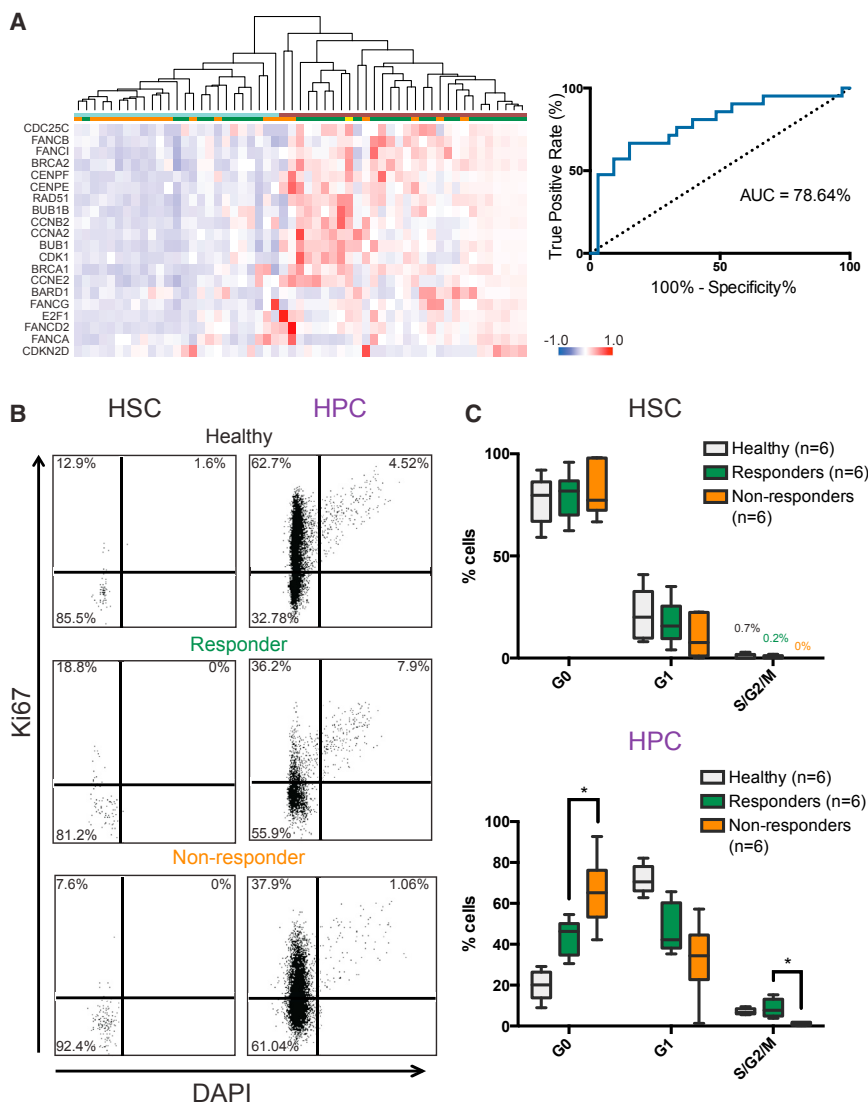 A
CDC25C
FANCB
FANCI
BRCA2
CENPF
CENPE
RAD51
BUB1B
CCNB2
CCNA2
BUB1
CDK1
BRCA1
CCNE2
BARD1
FANCG
E2F1
FANCD2
FANCA
CDKN2D
-1.0 1.0
True Positive Rate (%)
100
50
0
AUC = 78.64%
0 50 100
100% - Specificity%
B
HSC HPC
Healthy
12.9% 1.6%
85.5%
62.7% 4.52%
32.78%
Responder
18.8% 0%
81.2%
36.2% 7.9%
55.9%
Non-responder
7.6% 0%
92.4%
37.9% 1.06%
61.04%
Ki67
DAPI
C
HSC
Healthy (n=6)
Responders (n=6)
Non-responders
(n=6)
% cells
100
50
0
0.7%
0.2%
0%
G0 G1 S/G2/M
HPC
Healthy (n=6)
Responders (n=6)
Non-responders
(n=6)
% cells
100
80
60
40
20
0
*
*
G0 G1 S/G2/M